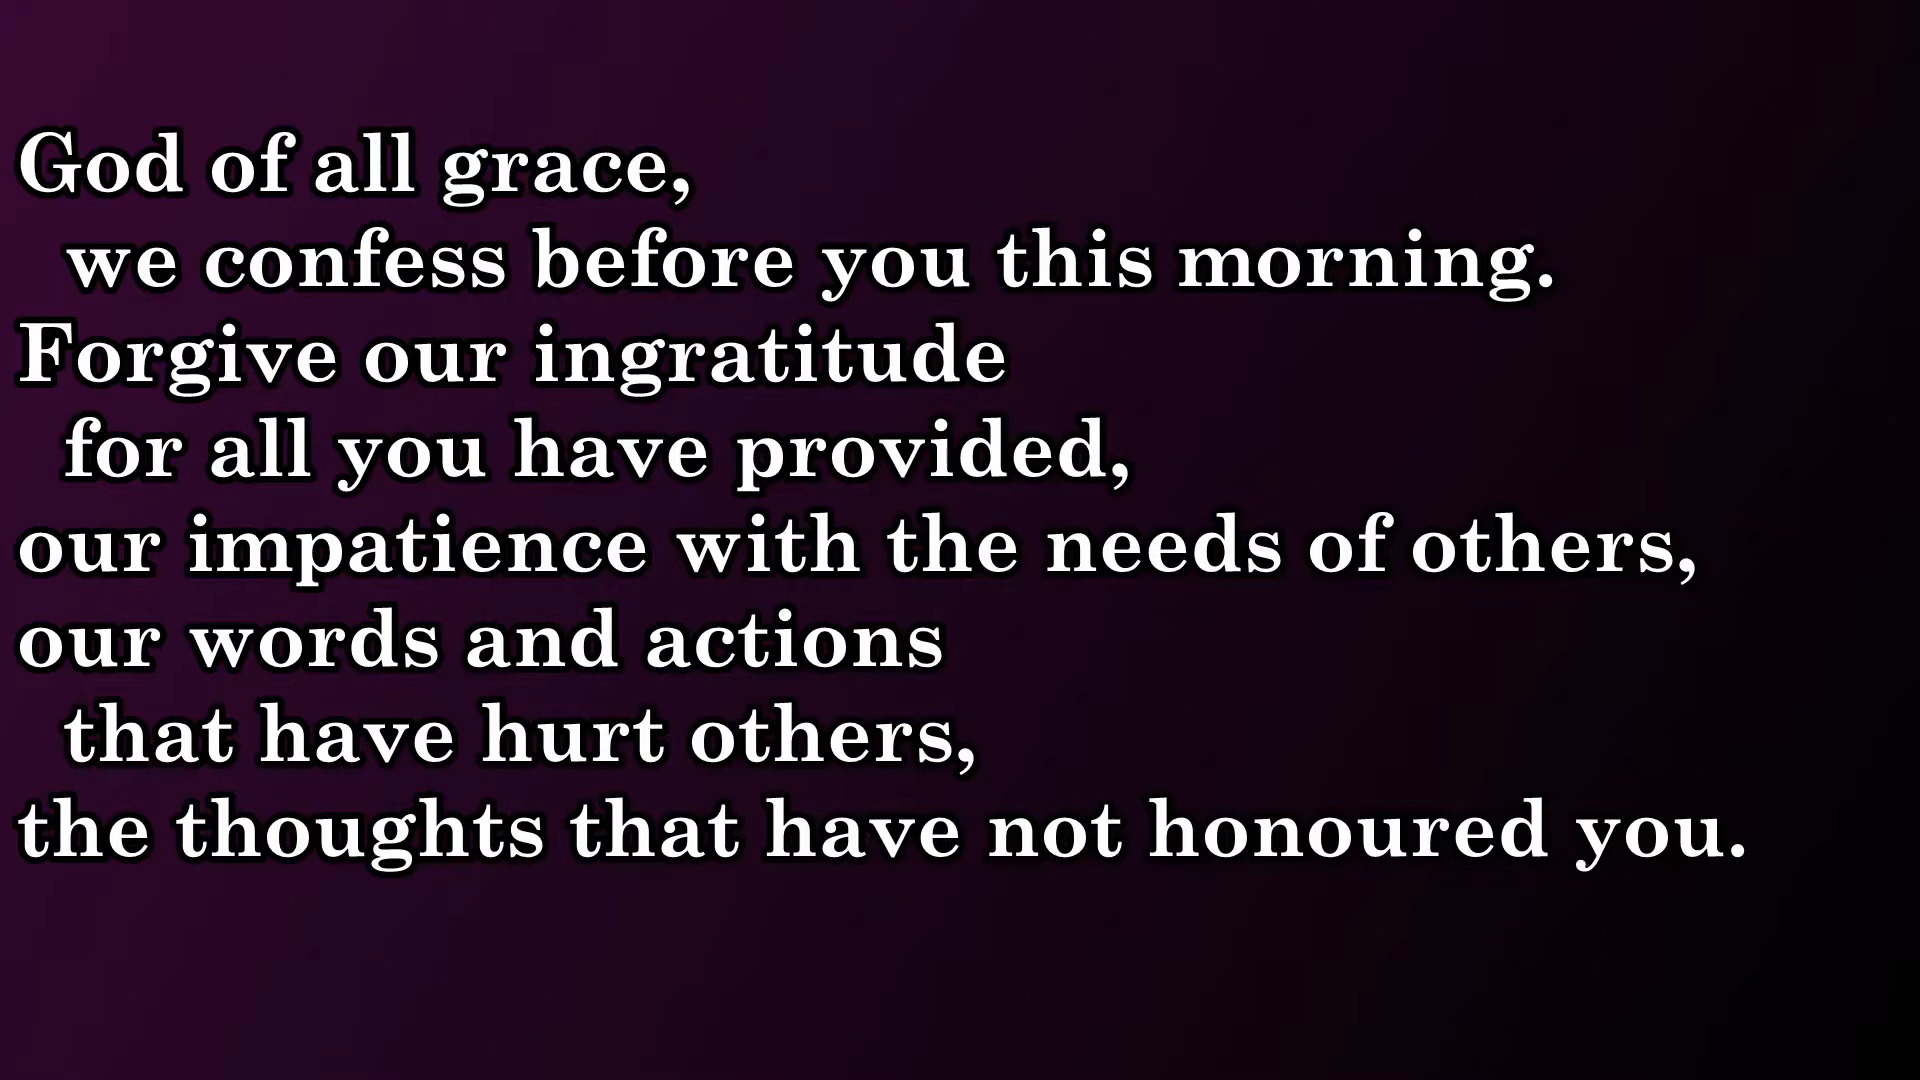 God of all grace,
we confess before you this morning.
Forgive our ingratitude
for all you have provided,
our impatience with the needs of others,
our words and actions
that have hurt others,
the thoughts that have not honoured you.